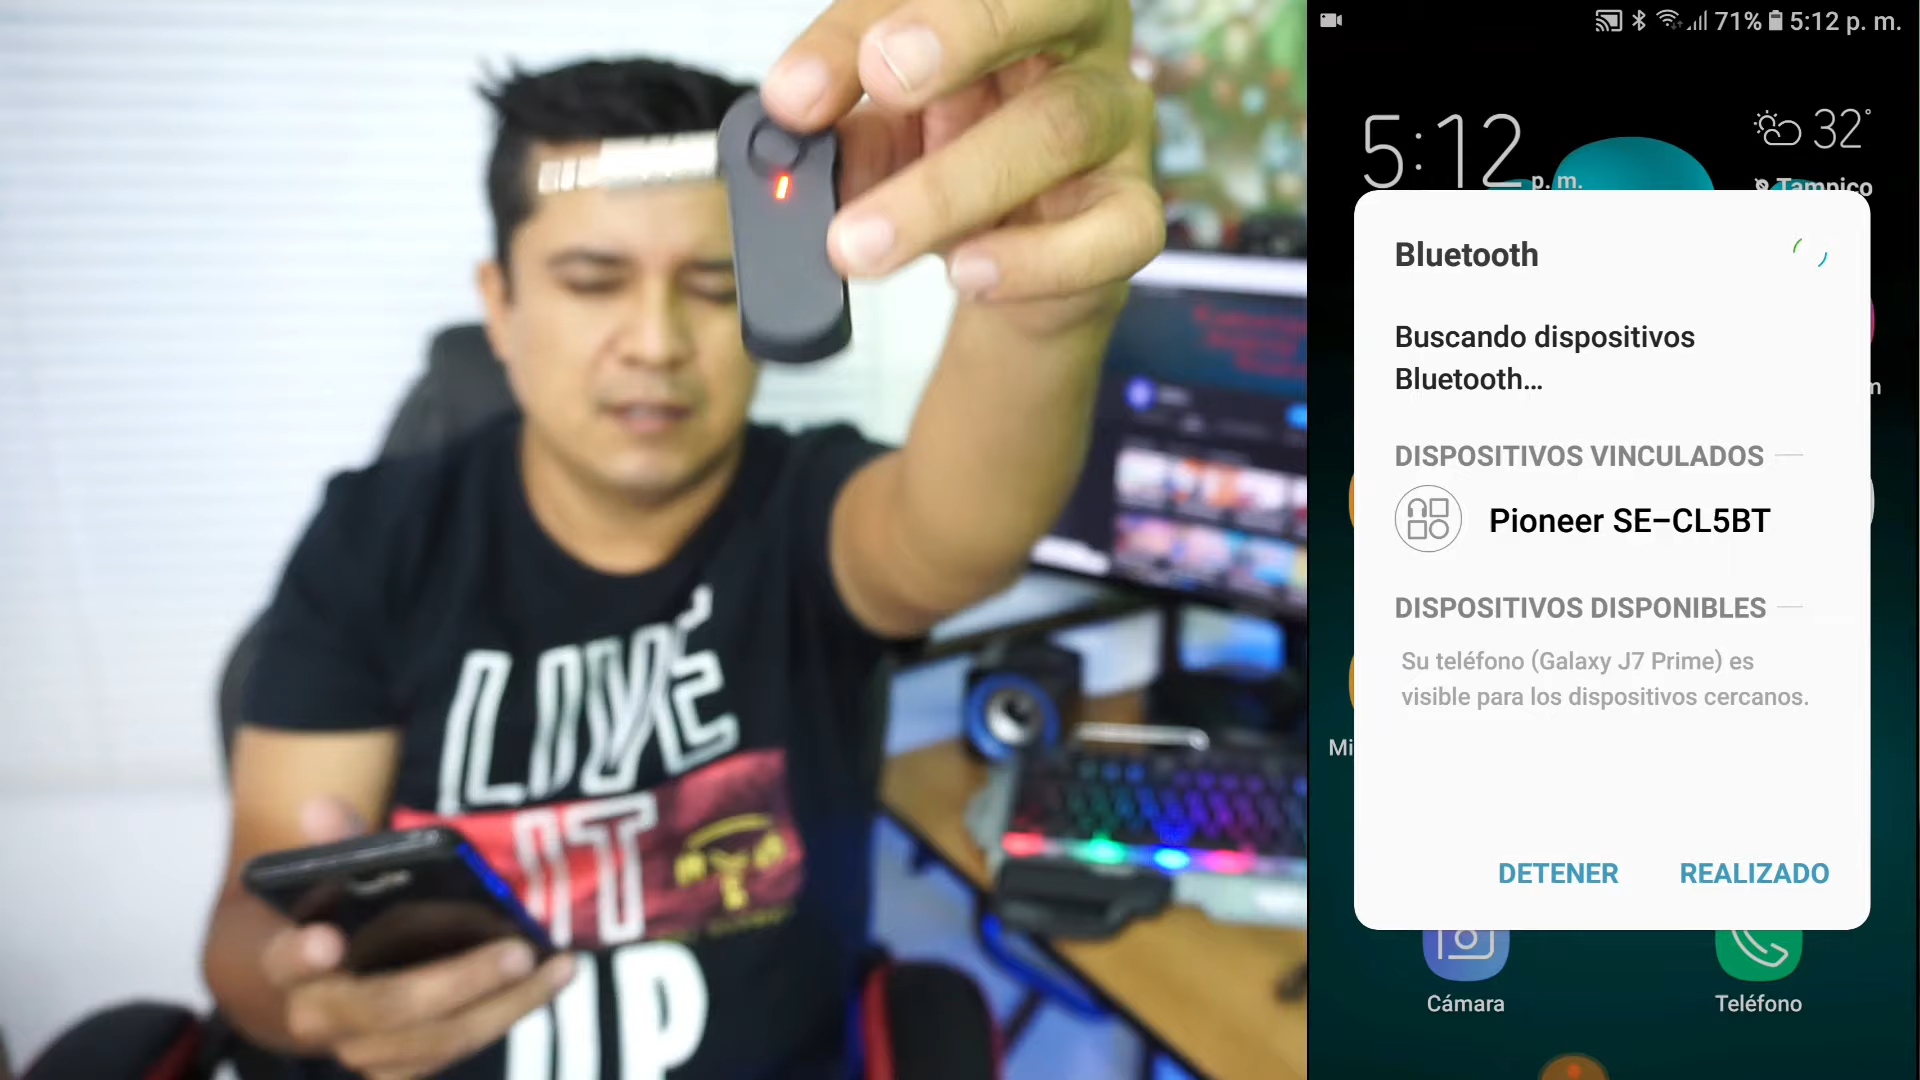 LIVE
IT
UP
71% 5:12 p. m.
5:12 p. m.
32°
Tampico
Bluetooth
Buscando dispositivos
Bluetooth...
DISPOSITIVOS VINCULADOS
Pioneer SE-CL5BT
DISPOSITIVOS DISPONIBLES
Su teléfono (Galaxy J7 Prime) es
visible para los dispositivos cercanos.
Mi
DETENER REALIZADO
Cámara Teléfono